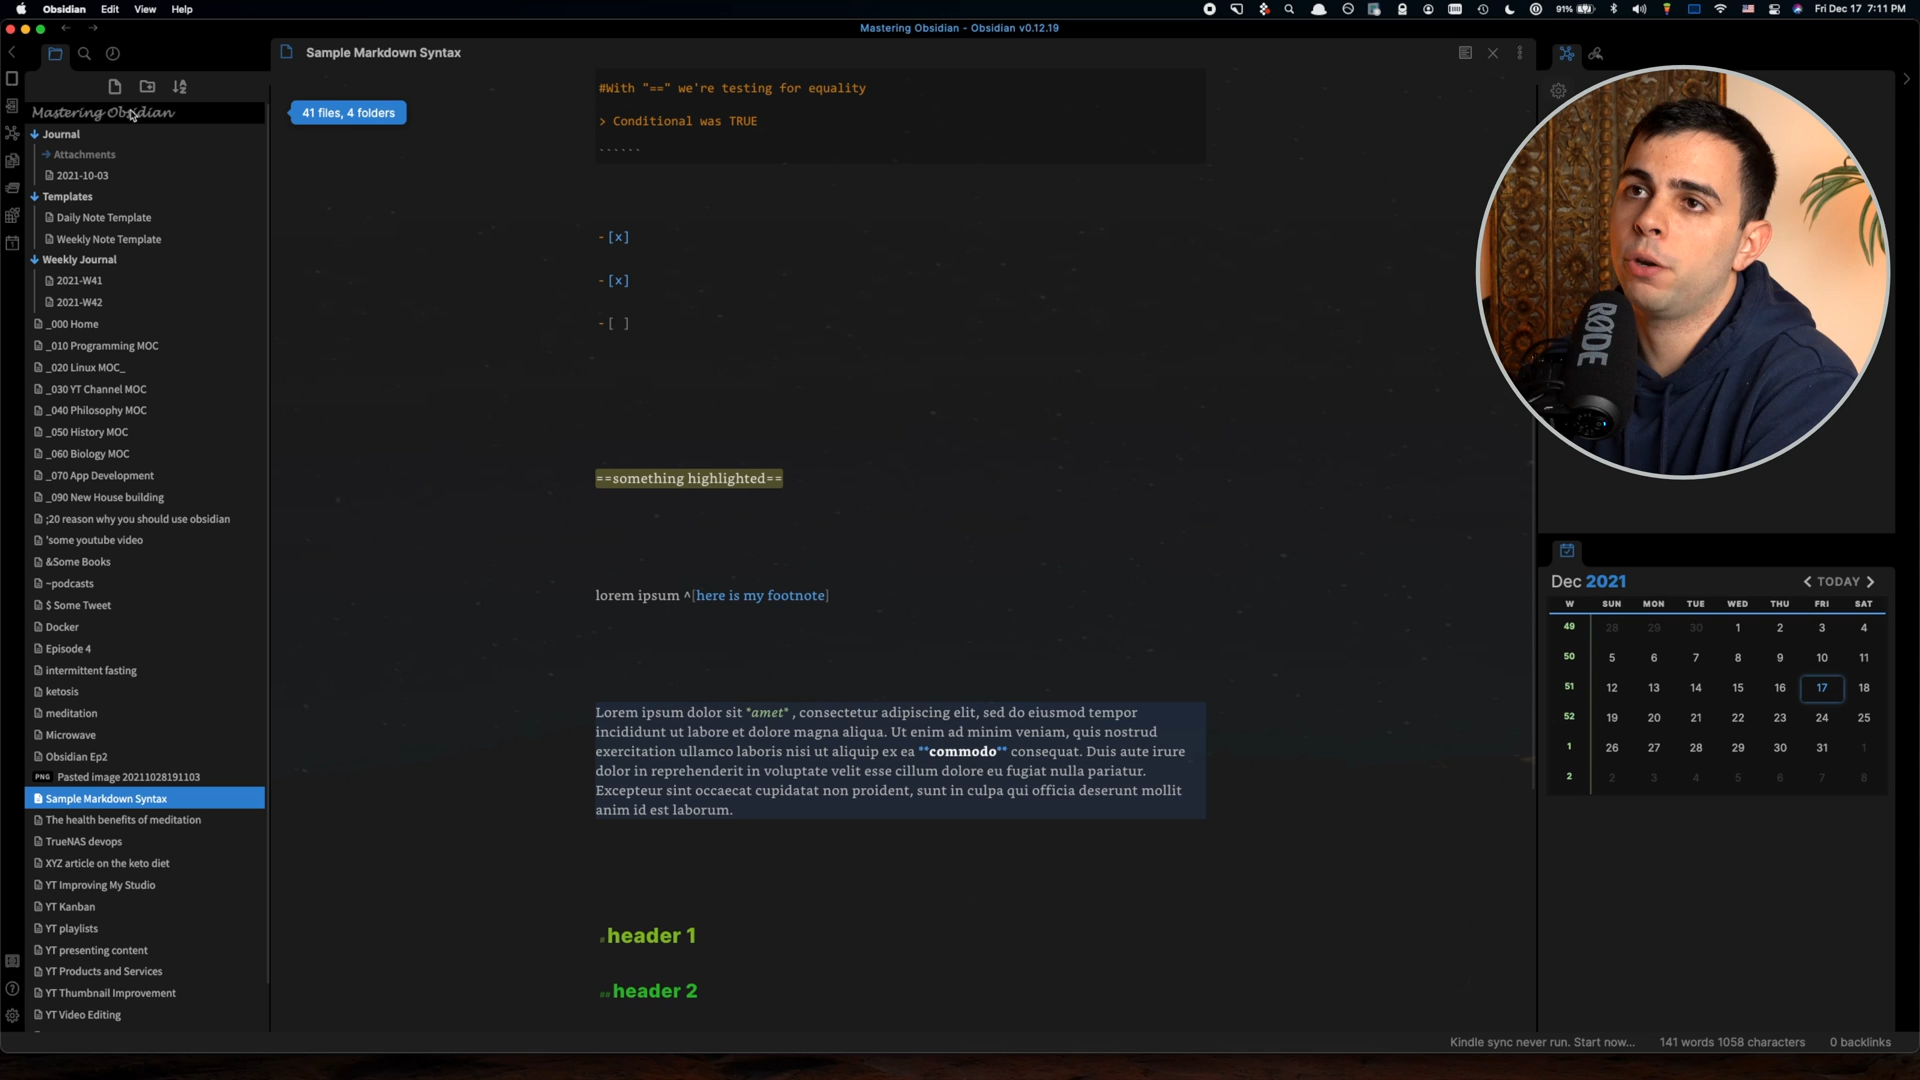 Obsidian Edit View Help
91% Fri Dec 17 7:11 PM
Mastering Obsidian - Obsidian v0.12.19
Sample Markdown Syntax
Mastering Obsidian
41 files, 4 folders
Journal
Attachments
2021-10-03
Templates
Daily Note Template
Weekly Note Template
Weekly Journal
2021-W41
2021-W42
_000 Home
_010 Programming MOC
_020 Linux MOC_
_030 YT Channel MOC
_040 Philosophy MOC
_050 History MOC
_060 Biology MOC
_070 App Development
_090 New House building
;20 reason why you should use obsidian
'some youtube video
&Some Books
~podcasts
$ Some Tweet
Docker
Episode 4
intermittent fasting
ketosis
meditation
Microwave
Obsidian Ep2
PNG Pasted image 20211028191103
Sample Markdown Syntax
The health benefits of meditation
TrueNAS devops
XYZ article on the keto diet
YT Improving My Studio
YT Kanban
YT playlists
YT presenting content
YT Products and Services
YT Thumbnail Improvement
YT Video Editing
#With "==" we're testing for equality
> Conditional was TRUE
``````
- [x]
- [x]
- [ ]
==something highlighted==
lorem ipsum ^[here is my footnote]
Lorem ipsum dolor sit *amet* , consectetur adipiscing elit, sed do eiusmod tempor
incididunt ut labore et dolore magna aliqua. Ut enim ad minim veniam, quis nostrud
exercitation ullamco laboris nisi ut aliquip ex ea **commodo** consequat. Duis aute irure
dolor in reprehenderit in voluptate velit esse cillum dolore eu fugiat nulla pariatur.
Excepteur sint occaecat cupidatat non proident, sunt in culpa qui officia deserunt mollit
anim id est laborum.
# header 1
## header 2
RØDE
Dec 2021 < TODAY >
W SUN MON TUE WED THU FRI SAT
49 28 29 30 1 2 3 4
50 5 6 7 8 9 10 11
51 12 13 14 15 16 17 18
52 19 20 21 22 23 24 25
1 26 27 28 29 30 31 1
2 2 3 4 5 6 7 8
Kindle sync never run. Start now... 141 words 1058 characters 0 backlinks